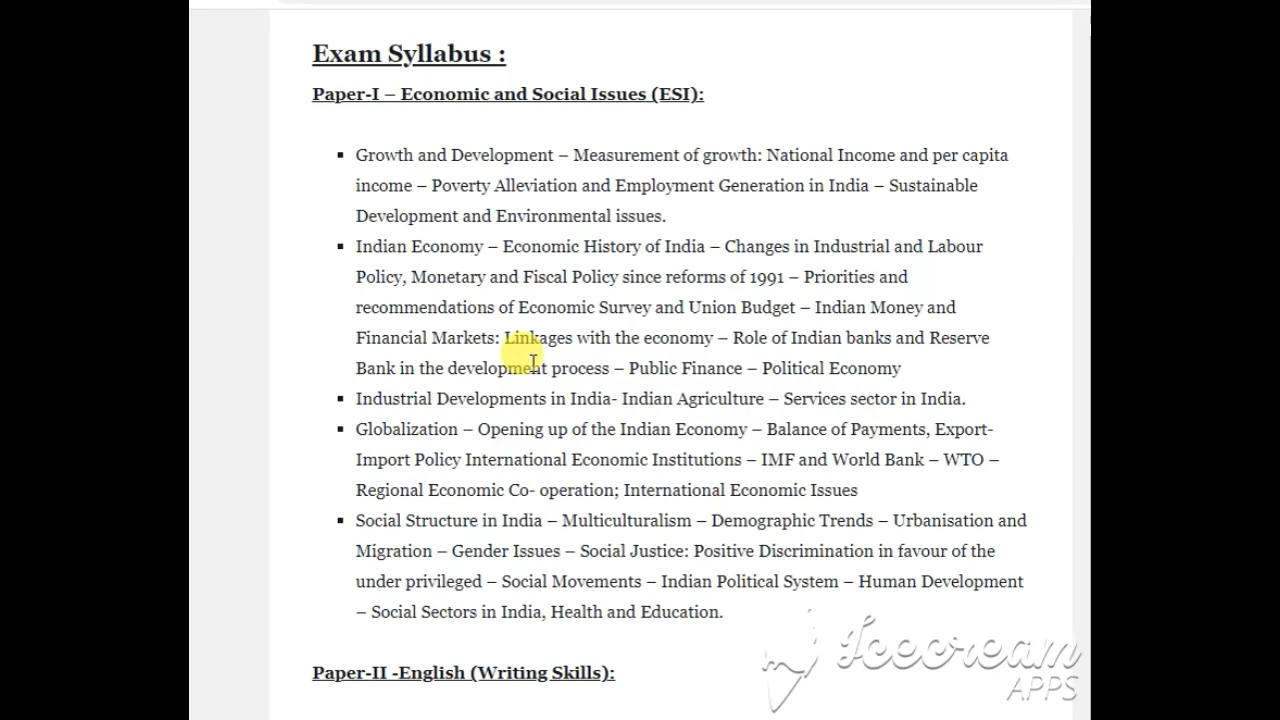 Exam Syllabus :
Paper-I – Economic and Social Issues (ESI):
▪ Growth and Development – Measurement of growth: National Income and per capita
income – Poverty Alleviation and Employment Generation in India – Sustainable
Development and Environmental issues.
▪ Indian Economy – Economic History of India – Changes in Industrial and Labour
Policy, Monetary and Fiscal Policy since reforms of 1991 – Priorities and
recommendations of Economic Survey and Union Budget – Indian Money and
Financial Markets: Linkages with the economy – Role of Indian banks and Reserve
Bank in the development process – Public Finance – Political Economy
▪ Industrial Developments in India- Indian Agriculture – Services sector in India.
▪ Globalization – Opening up of the Indian Economy – Balance of Payments, Export-
Import Policy International Economic Institutions – IMF and World Bank – WTO –
Regional Economic Co- operation; International Economic Issues
▪ Social Structure in India – Multiculturalism – Demographic Trends – Urbanisation and
Migration – Gender Issues – Social Justice: Positive Discrimination in favour of the
under privileged – Social Movements – Indian Political System – Human Development
– Social Sectors in India, Health and Education.
Paper-II -English (Writing Skills):
Icecream
APPS